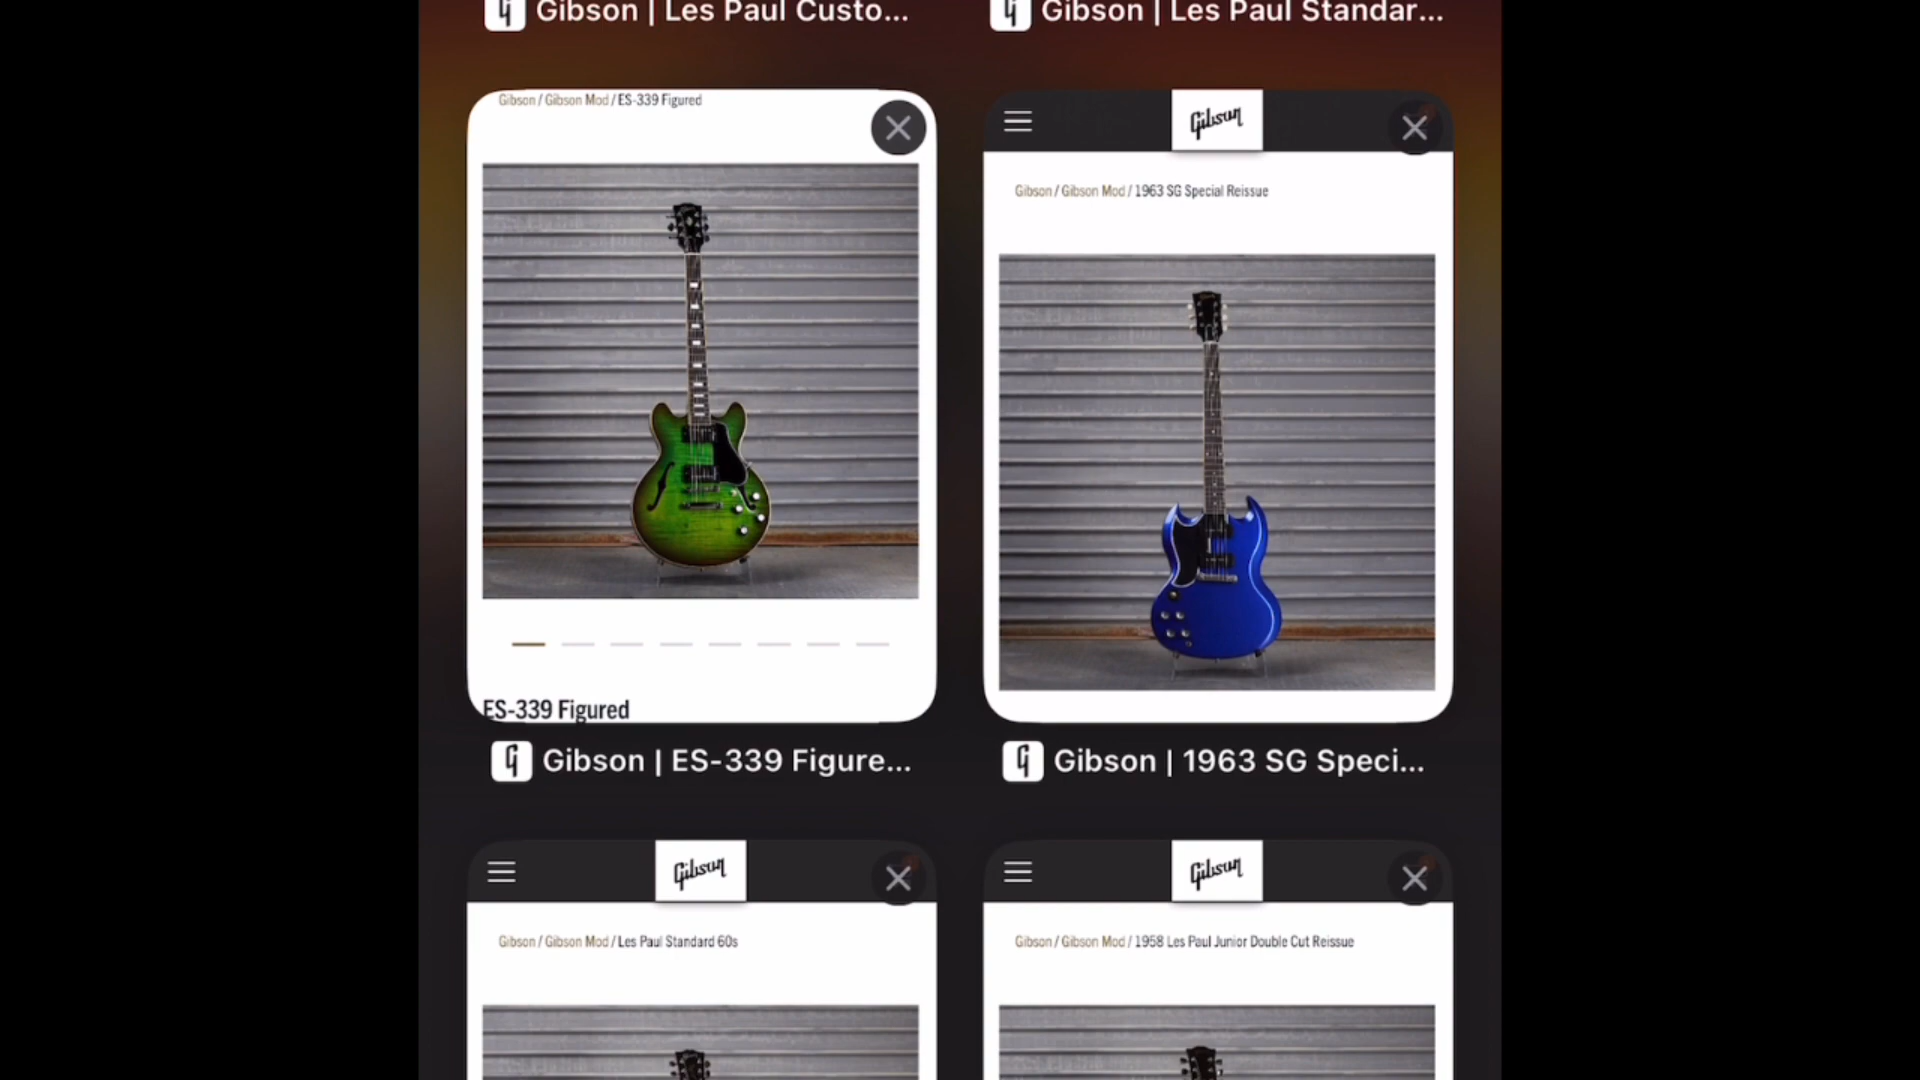 Gibson | Les Paul Custo...
Gibson | Les Paul Standar...
Gibson / Gibson Mod / ES-339 Figured
ES-339 Figured
Gibson | ES-339 Figure...
Gibson
Gibson / Gibson Mod / 1963 SG Special Reissue
Gibson | 1963 SG Speci...
Gibson
Gibson / Gibson Mod / Les Paul Standard 60s
Gibson
Gibson / Gibson Mod / 1958 Les Paul Junior Double Cut Reissue